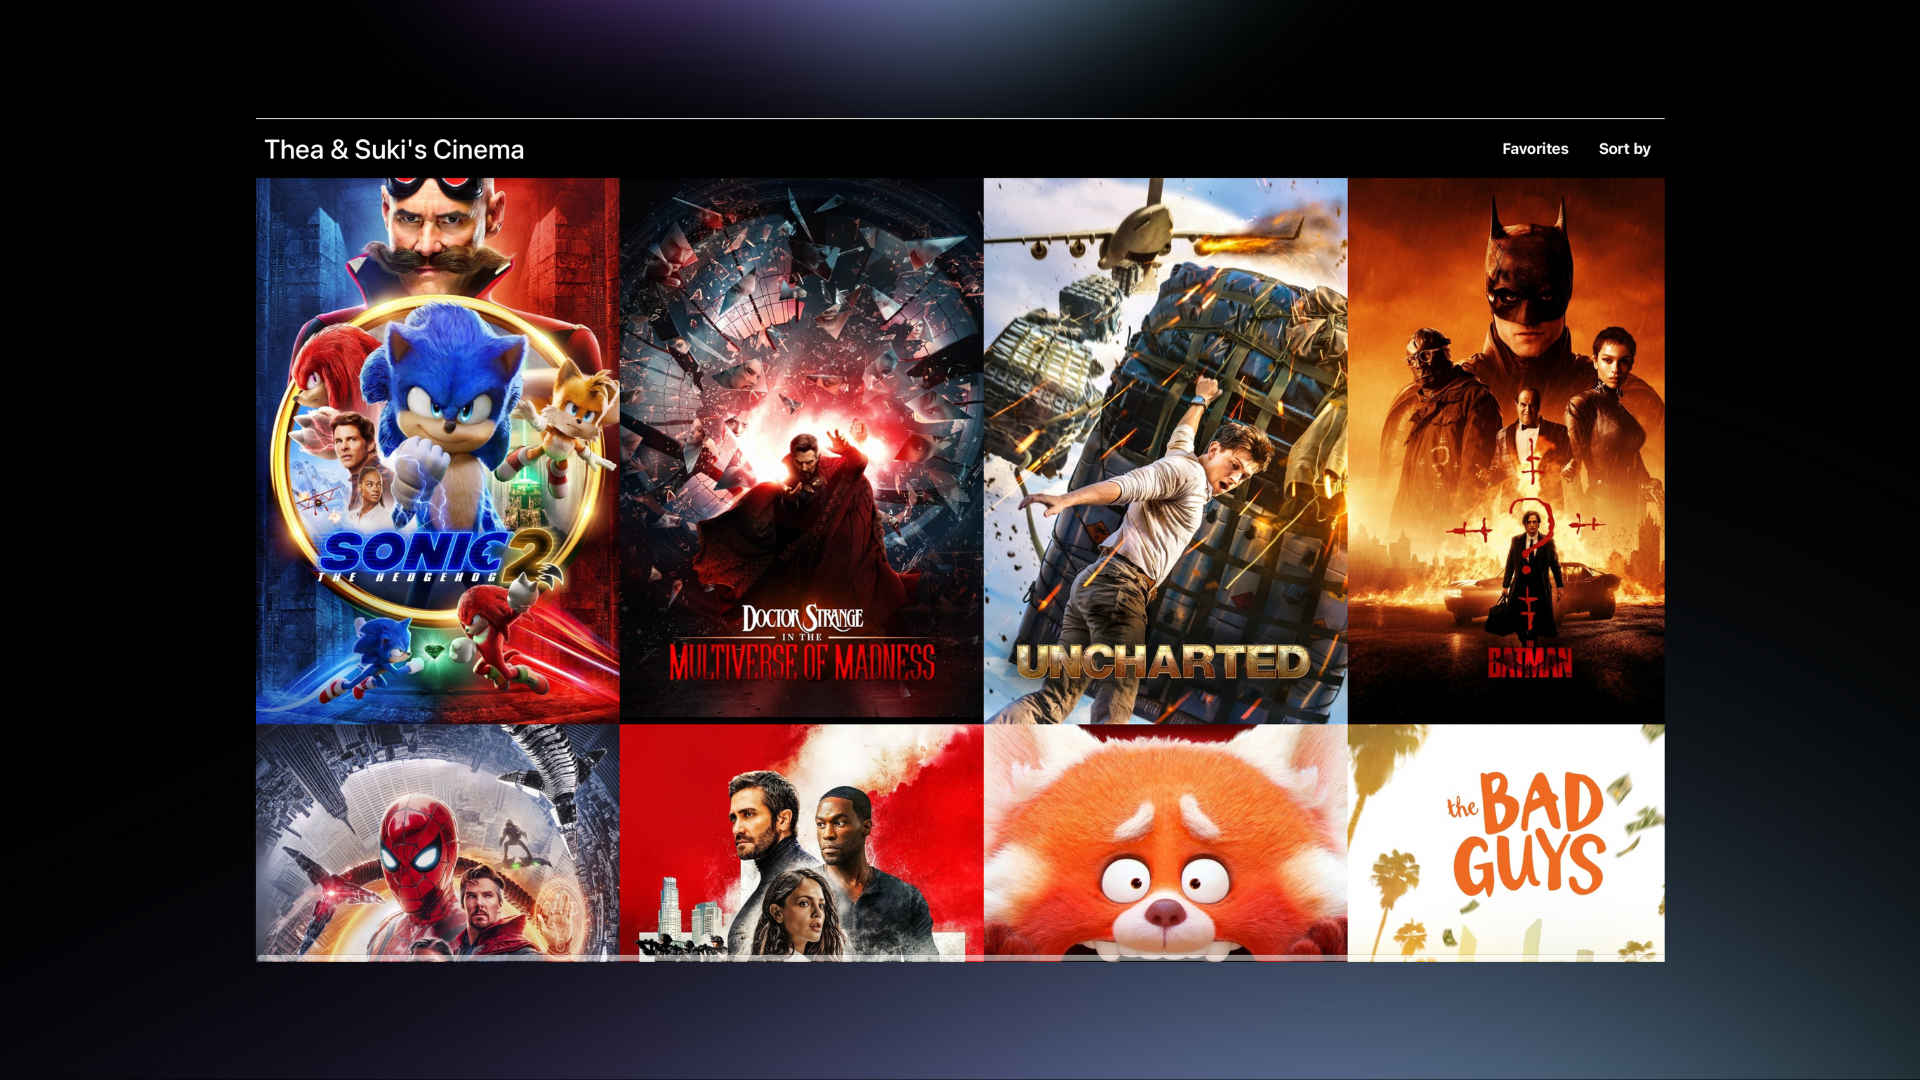 Thea & Suki's Cinema
Favorites
Sort by
SONIC 2
THE HEDGEHOG
DOCTOR STRANGE
IN THE
MULTIVERSE OF MADNESS
UNCHARTED
THE
BATMAN
the BAD
GUYS